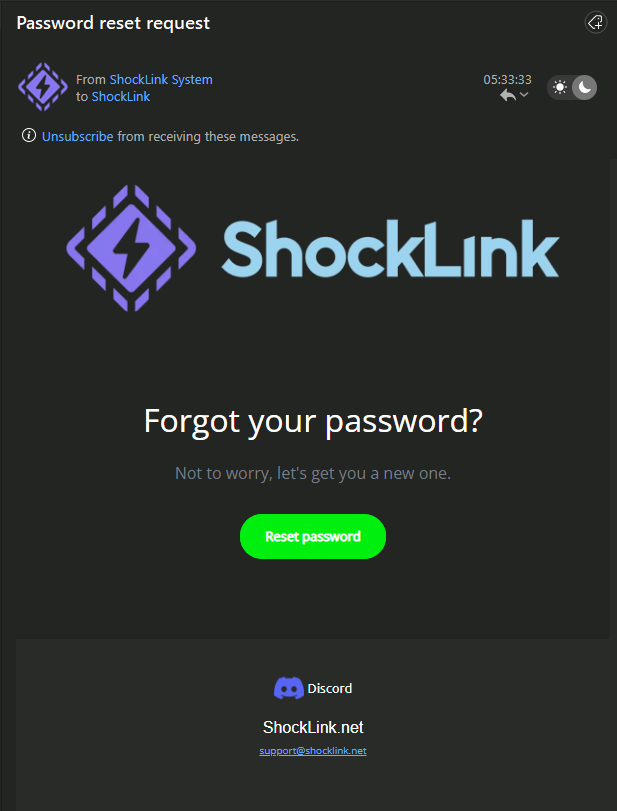 Password reset request
From ShockLink System
05:33:33
to ShockLink
Unsubscribe from receiving these messages.
ShockLink
Forgot your password?
Not to worry, let's get you a new one.
Reset password
Discord
ShockLink.net
support@shocklink.net